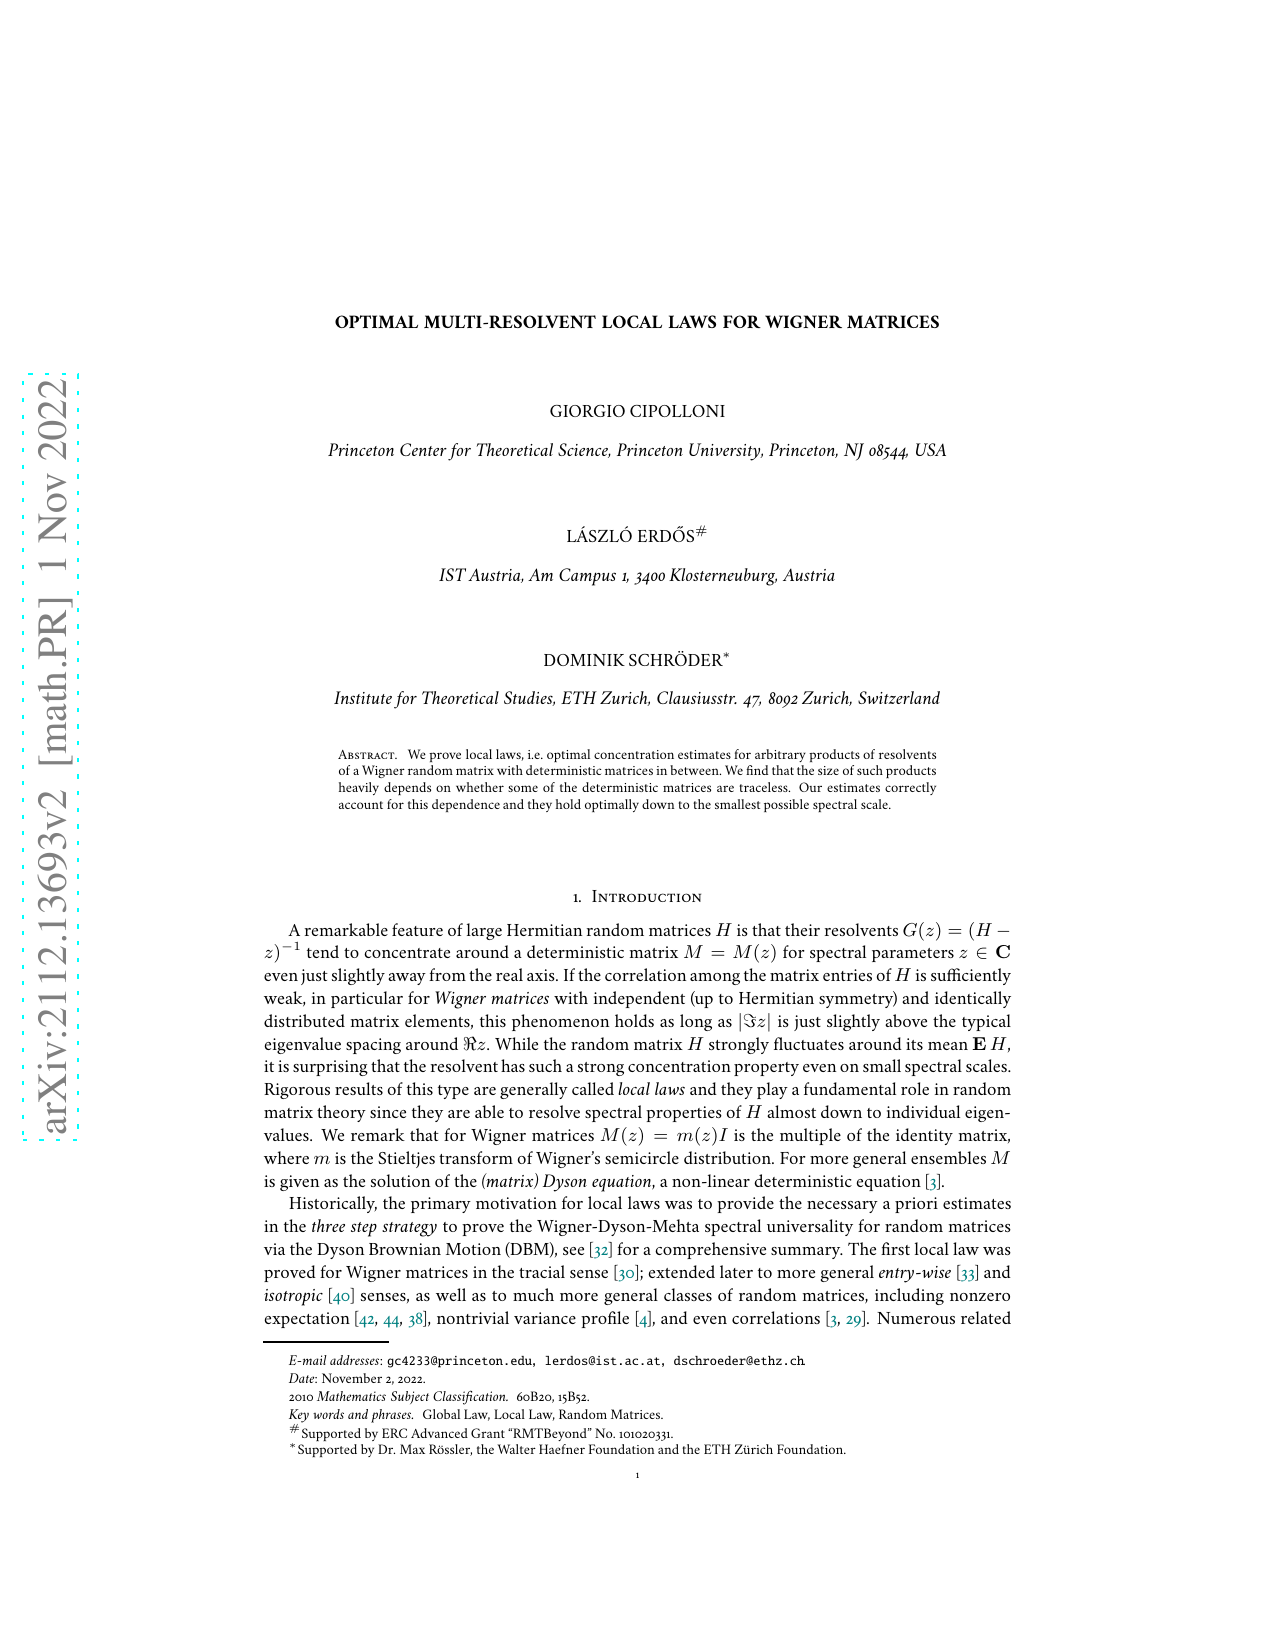 arXiv:2112.13693v2 [math.PR] 1 Nov 2022
OPTIMAL MULTI-RESOLVENT LOCAL LAWS FOR WIGNER MATRICES
GIORGIO CIPOLLONI
Princeton Center for Theoretical Science, Princeton University, Princeton, NJ 08544, USA
LÁSZLÓ ERDŐS#
IST Austria, Am Campus 1, 3400 Klosterneuburg, Austria
DOMINIK SCHRÖDER*
Institute for Theoretical Studies, ETH Zurich, Clausiusstr. 47, 8092 Zurich, Switzerland
Abstract. We prove local laws, i.e. optimal concentration estimates for arbitrary products of resolvents
of a Wigner random matrix with deterministic matrices in between. We find that the size of such products
heavily depends on whether some of the deterministic matrices are traceless. Our estimates correctly
account for this dependence and they hold optimally down to the smallest possible spectral scale.
1. Introduction
A remarkable feature of large Hermitian random matrices H is that their resolvents G(z) = (H −
z)⁻¹ tend to concentrate around a deterministic matrix M = M(z) for spectral parameters z ∈ C
even just slightly away from the real axis. If the correlation among the matrix entries of H is sufficiently
weak, in particular for Wigner matrices with independent (up to Hermitian symmetry) and identically
distributed matrix elements, this phenomenon holds as long as |ℑz| is just slightly above the typical
eigenvalue spacing around ℜz. While the random matrix H strongly fluctuates around its mean E H,
it is surprising that the resolvent has such a strong concentration property even on small spectral scales.
Rigorous results of this type are generally called local laws and they play a fundamental role in random
matrix theory since they are able to resolve spectral properties of H almost down to individual eigen-
values. We remark that for Wigner matrices M(z) = m(z)I is the multiple of the identity matrix,
where m is the Stieltjes transform of Wigner's semicircle distribution. For more general ensembles M
is given as the solution of the (matrix) Dyson equation, a non-linear deterministic equation [3].
Historically, the primary motivation for local laws was to provide the necessary a priori estimates
in the three step strategy to prove the Wigner-Dyson-Mehta spectral universality for random matrices
via the Dyson Brownian Motion (DBM), see [32] for a comprehensive summary. The first local law was
proved for Wigner matrices in the tracial sense [30]; extended later to more general entry-wise [33] and
isotropic [40] senses, as well as to much more general classes of random matrices, including nonzero
expectation [42, 44, 38], nontrivial variance profile [4], and even correlations [3, 29]. Numerous related
E-mail addresses: gc4233@princeton.edu, lerdos@ist.ac.at, dschroeder@ethz.ch
Date: November 2, 2022.
2010 Mathematics Subject Classification. 60B20, 15B52.
Key words and phrases. Global Law, Local Law, Random Matrices.
#Supported by ERC Advanced Grant "RMTBeyond" No. 101020331.
*Supported by Dr. Max Rössler, the Walter Haefner Foundation and the ETH Zürich Foundation.
1